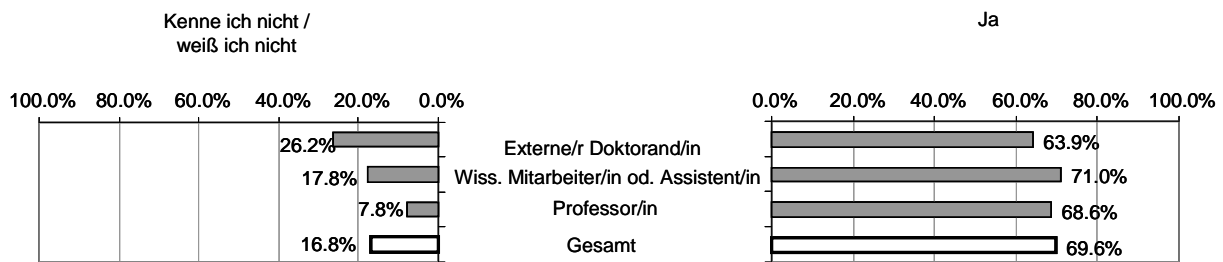 Kenne ich nicht /
weiß ich nicht
Ja
100.0% 80.0% 60.0% 40.0% 20.0% 0.0%
0.0% 20.0% 40.0% 60.0% 80.0% 100.0%
26.2% Externe/r Doktorand/in 63.9%
17.8% Wiss. Mitarbeiter/in od. Assistent/in 71.0%
7.8% Professor/in 68.6%
16.8% Gesamt 69.6%